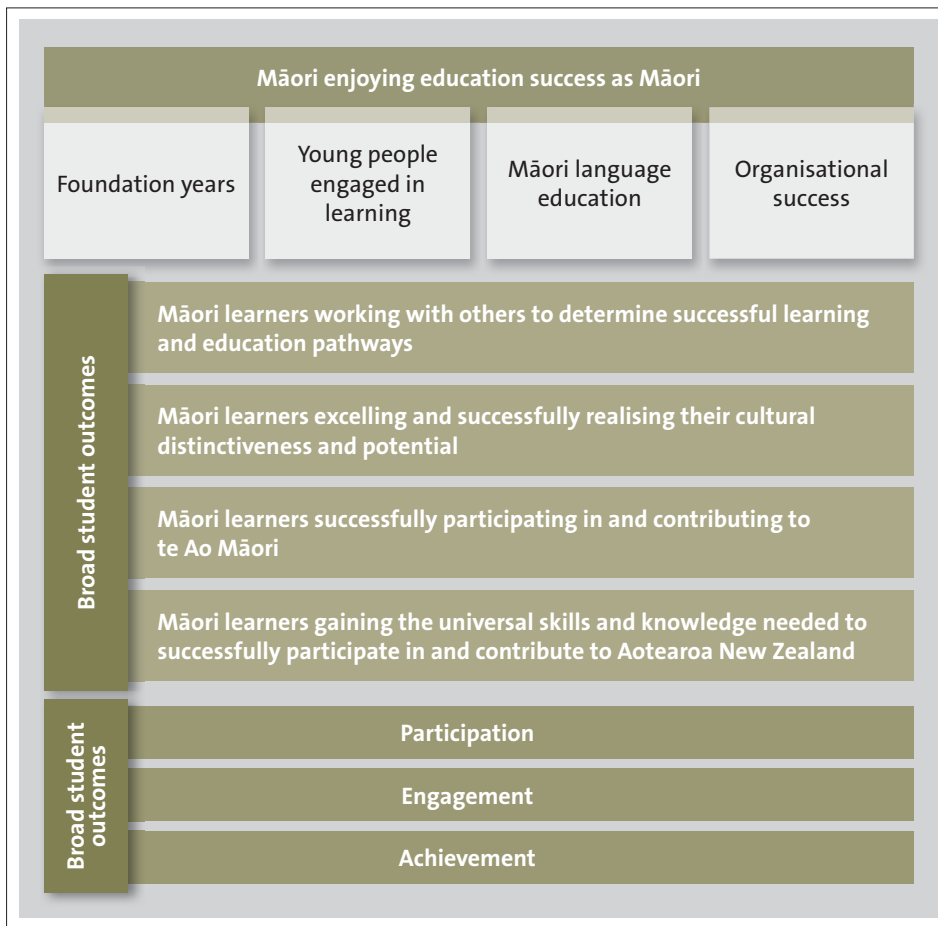 Māori enjoying education success as Māori
Foundation years
Young people
engaged in
learning
Māori language
education
Organisational
success
Broad student outcomes
Māori learners working with others to determine successful learning
and education pathways
Māori learners excelling and successfully realising their cultural
distinctiveness and potential
Māori learners successfully participating in and contributing to
te Ao Māori
Māori learners gaining the universal skills and knowledge needed to
successfully participate in and contribute to Aotearoa New Zealand
Broad student
outcomes
Participation
Engagement
Achievement